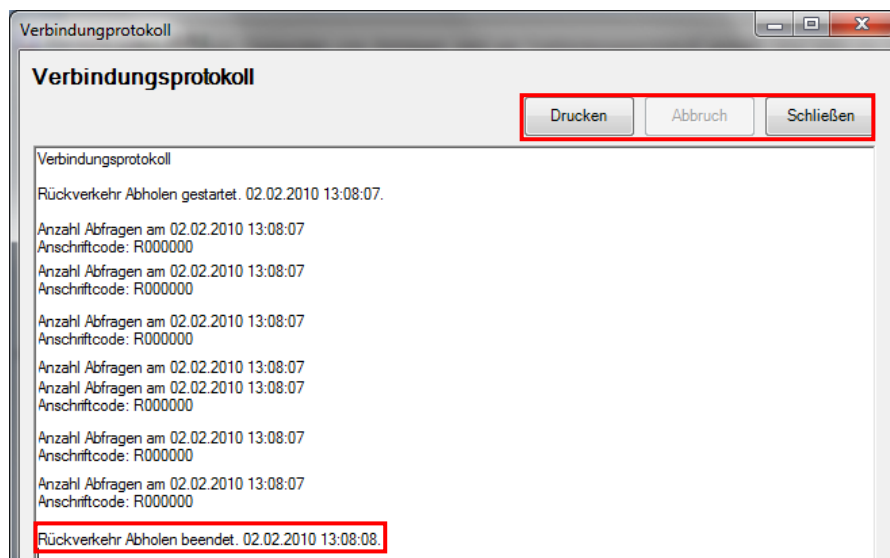 Verbindungprotokoll
Verbindungsprotokoll
Drucken Abbruch Schließen
Verbindungsprotokoll
Rückverkehr Abholen gestartet. 02.02.2010 13:08:07.
Anzahl Abfragen am 02.02.2010 13:08:07
Anschriftcode: R000000
Anzahl Abfragen am 02.02.2010 13:08:07
Anschriftcode: R000000
Anzahl Abfragen am 02.02.2010 13:08:07
Anschriftcode: R000000
Anzahl Abfragen am 02.02.2010 13:08:07
Anzahl Abfragen am 02.02.2010 13:08:07
Anschriftcode: R000000
Anzahl Abfragen am 02.02.2010 13:08:07
Anschriftcode: R000000
Anzahl Abfragen am 02.02.2010 13:08:07
Anschriftcode: R000000
Rückverkehr Abholen beendet. 02.02.2010 13:08:08.